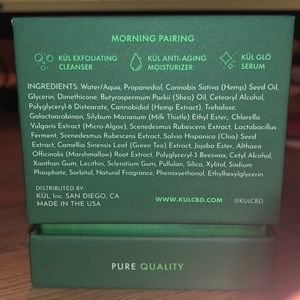 MORNING PAIRING
KÜL EXFOLIATING
CLEANSER
KÜL ANTI-AGING
MOISTURIZER
KÜL GLŌ
SERUM
INGREDIENTS: Water/Aqua, Propanediol, Cannabis Sativa (Hemp) Seed Oil,
Glycerin, Dimethicone, Butyrospermum Parkii (Shea) Oil, Cetearyl Alcohol,
Polyglyceryl-6 Distearate, Cannabidiol (Hemp Extract), Trehalose,
Galactoarabinan, Silybum Marianum (Milk Thistle) Ethyl Ester, Chlorella
Vulgaris Extract (Micro-Algae), Scenedesmus Rubescens Extract, Lactobacillus
Ferment, Scenedesmus Rubescens Extract, Salvia Hispanica (Chia) Seed
Extract, Camellia Sinensis Leaf (Green Tea) Extract, Jojoba Ester, Althaea
Officinalis (Marshmallow) Root Extract, Polyglyceryl-3 Beeswax, Cetyl Alcohol,
Xanthan Gum, Lecithin, Sclerotium Gum, Pullulan, Silica, Xylitol, Sodium
Phosphate, Sorbitol, Natural Fragrance, Phenoxyethanol, Ethylhexylglycerin
DISTRIBUTED BY
KÜL Inc. SAN DIEGO, CA
MADE IN THE USA
WWW.KULCBD.COM
@KULCBD
PURE QUALITY